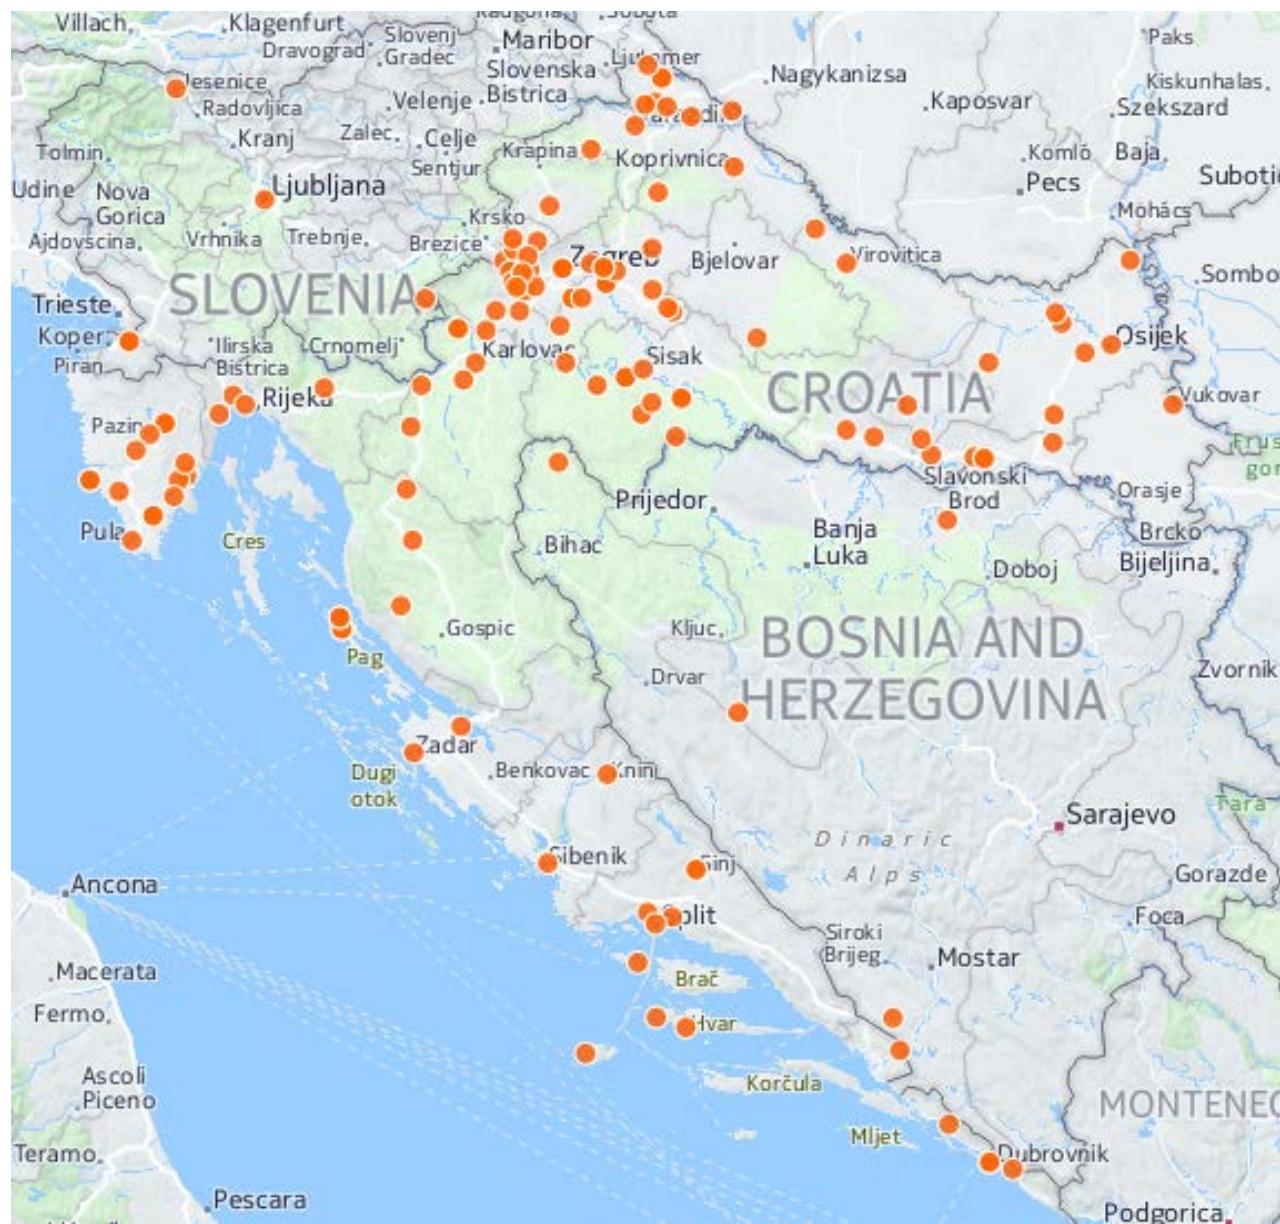 Villach
Klagenfurt
Slovenj
Gradec
Dravograd
Maribor
Paks
Slovenska
Bistrica
Nagykanizsa
Kiskunhalas
Kaposvar
Szekszard
Radovljica
Velenje
Kranj
Zalec
Celje
Sentjur
Krapina
Koprivnica
Tolmin
Komló
Baja
Pecs
Udine
Nova
Gorica
Ljubljana
Mohács
Krsko
Ajdovscina
Vrhnika
Trebnje
Brezice
Zagreb
Bjelovar
Virovitica
SLOVENIA
Trieste
Koper
Piran
Ilirska
Bistrica
Crnomelj
Karlovac
Sisak
Osijek
CROATIA
Rijeka
Vukovar
Pazin
Slavonski
Brod
Prijedor
Orasje
Pula
Cres
Bihac
Banja
Luka
Brcko
Bijeljina
Doboj
Gospic
Kljuc
BOSNIA AND
HERZEGOVINA
Pag
Drvar
Zvornik
Zadar
Benkovac
Knin
Dugi
otok
Sarajevo
Tara
Dinaric
Alps
Sibenik
Sinj
Gorazde
Ancona
Split
Foca
Siroki
Brijeg
Mostar
Macerata
Brač
Fermo
Hvar
Ascoli
Piceno
Korčula
Mljet
Teramo
Dubrovnik
Pescara
Podgorica